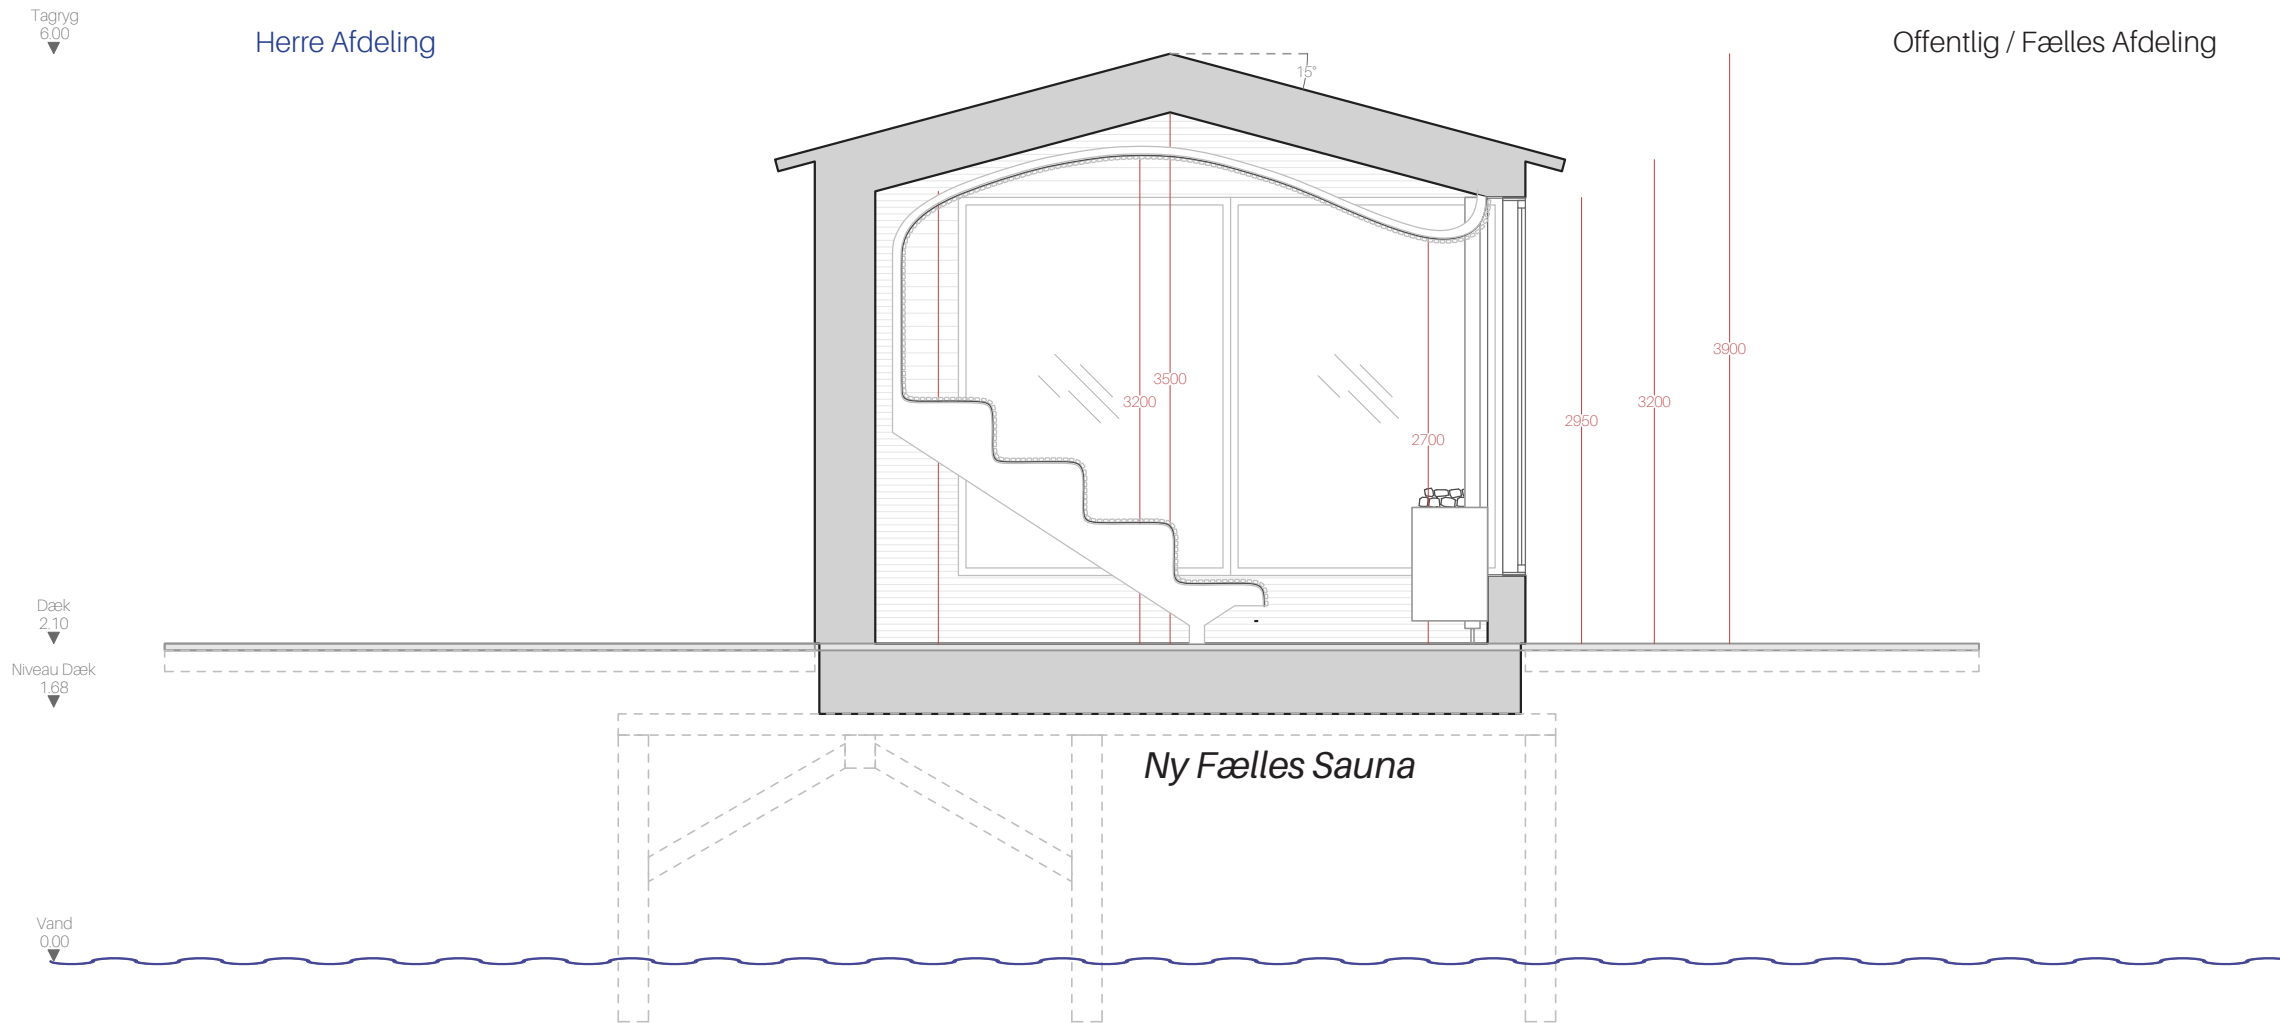 Tagryg
6.00
Herre Afdeling
Offentlig / Fælles Afdeling
15°
3900
3500
3200
3200
2950
2700
Dæk
2.10
Niveau Dæk
1.68
Ny Fælles Sauna
Vand
0.00